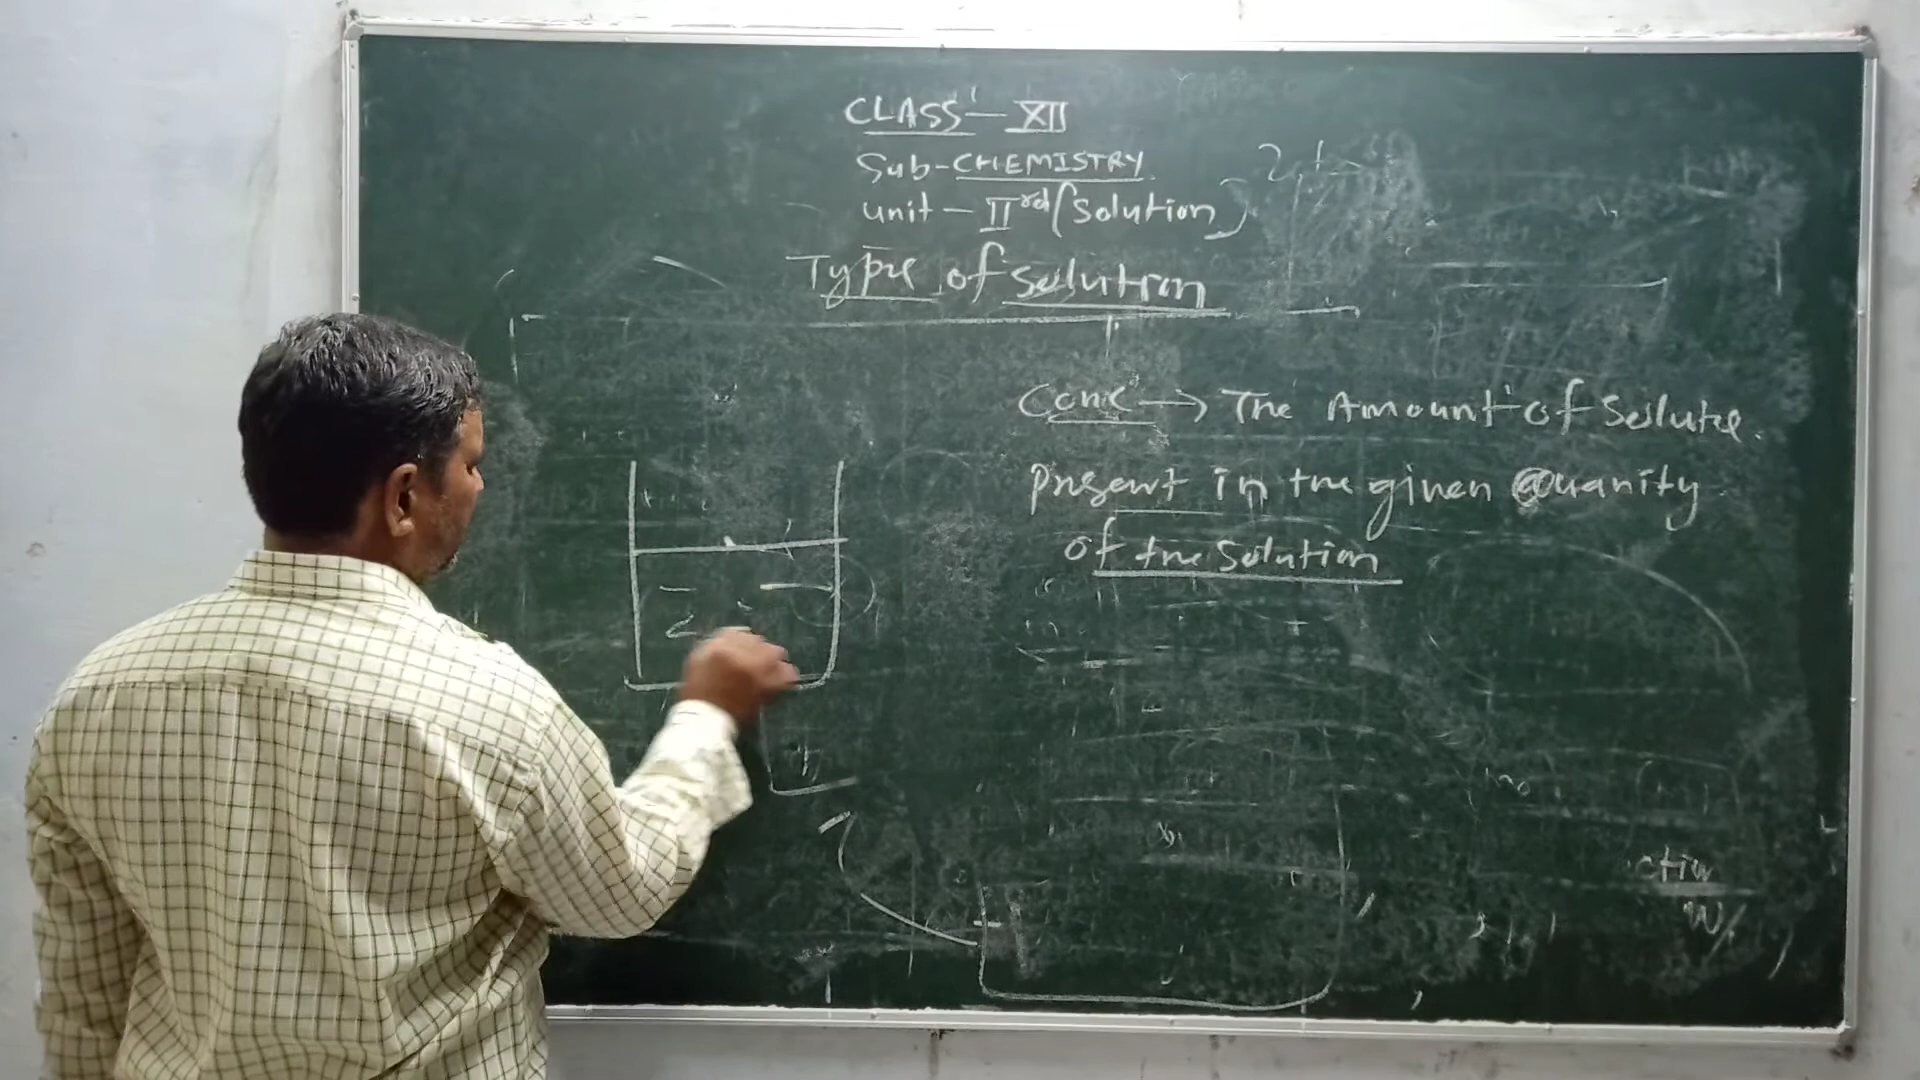 CLASS - XII
Sub-CHEMISTRY
unit - II rd (Solution)
Type of Solution
Conc → The Amount of Solute.
Present in the given Quanity
of the Solution